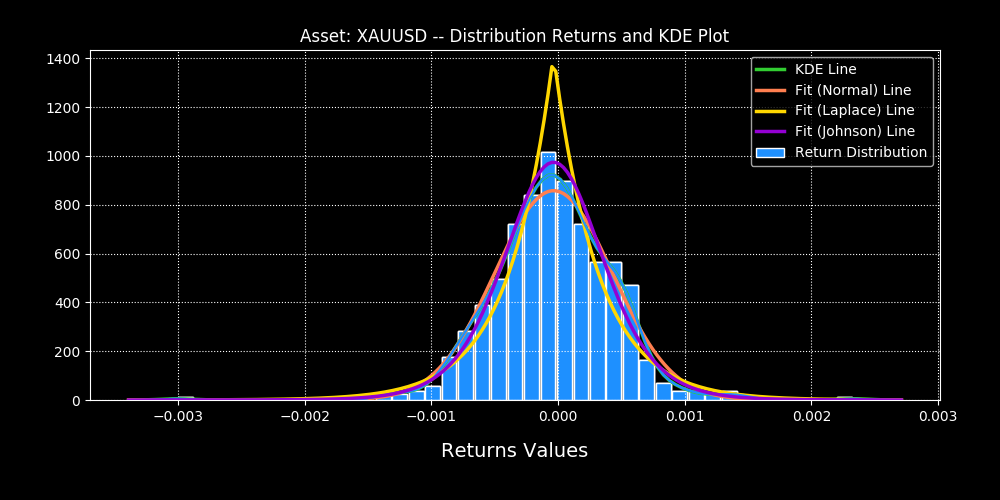 Asset: XAUUSD -- Distribution Returns and KDE Plot
1400
1200
1000
800
600
400
200
0
KDE Line
Fit (Normal) Line
Fit (Laplace) Line
Fit (Johnson) Line
Return Distribution
−0.003 −0.002 −0.001 0.000 0.001 0.002 0.003
Returns Values